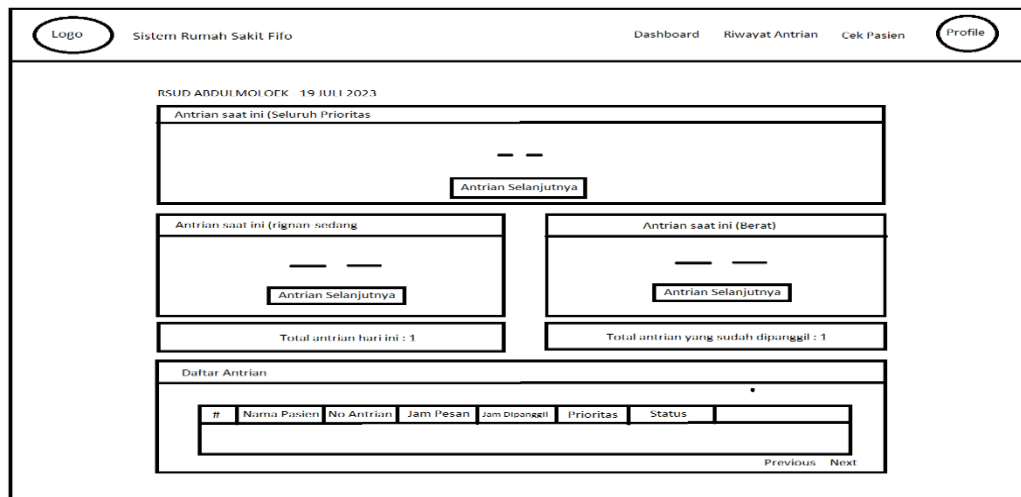 Logo Sistem Rumah Sakit Fifo Dashboard Riwayat Antrian Cek Pasien Profile
RSUD ABDULMOLOEK 19 JULI 2023
Antrian saat ini (Seluruh Prioritas
Antrian Selanjutnya
Antrian saat ini (rignan sedang Antrian saat ini (Berat)
Antrian Selanjutnya Antrian Selanjutnya
Total antrian hari ini : 1 Total antrian yang sudah dipanggil : 1
Daftar Antrian
# Nama Pasien No Antrian Jam Pesan Jam Dipanggil Prioritas Status
Previous Next